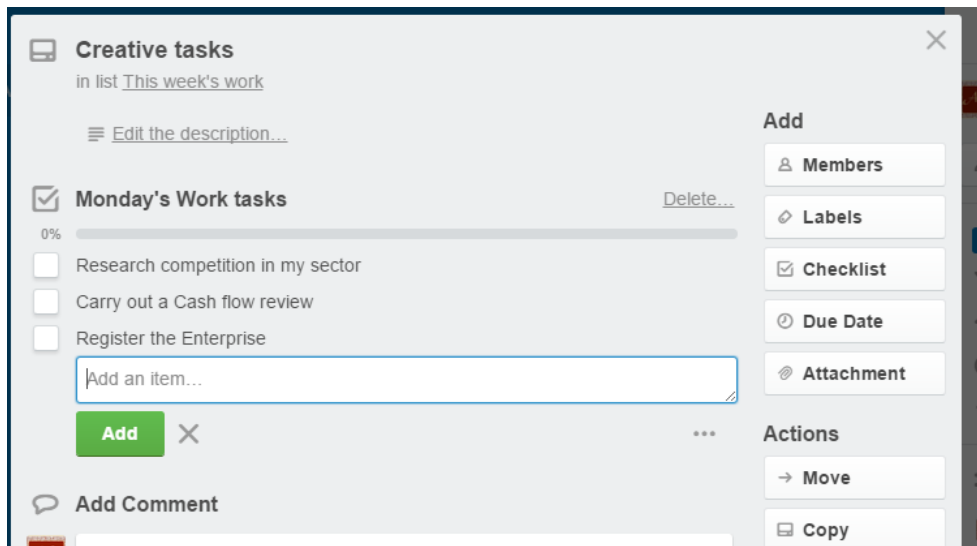 Creative tasks
in list This week's work
Edit the description...
Monday's Work tasks
Delete...
0%
Research competition in my sector
Carry out a Cash flow review
Register the Enterprise
Add an item...
Add
•••
Add Comment
Add
Members
Labels
Checklist
Due Date
Attachment
Actions
Move
Copy